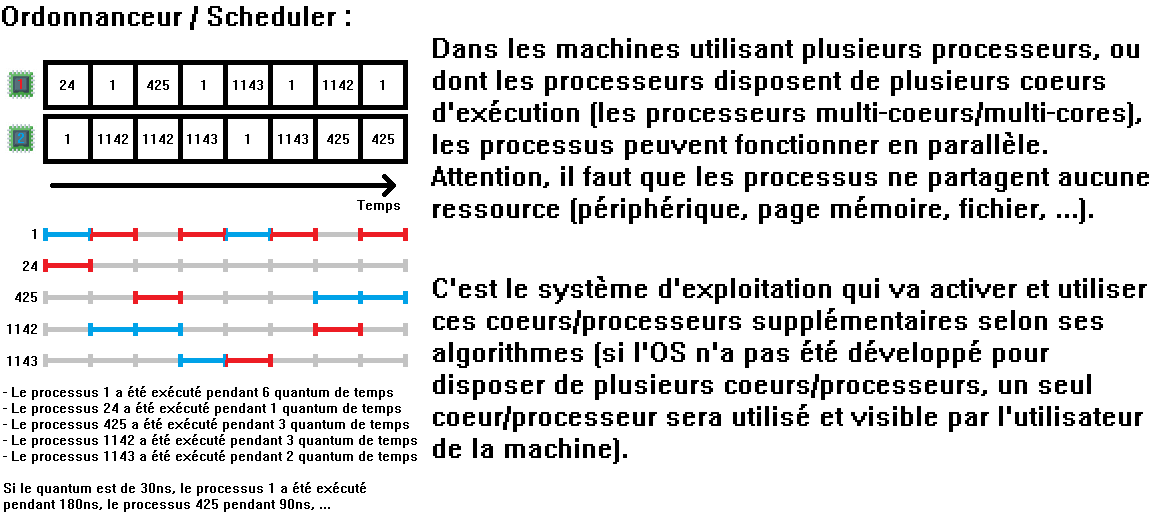 Ordonnanceur / Scheduler :
1 24 1 425 1 1143 1 1142 1
2 1 1142 1142 1143 1 1143 425 425
Temps
1
24
425
1142
1143
- Le processus 1 a été exécuté pendant 6 quantum de temps
- Le processus 24 a été exécuté pendant 1 quantum de temps
- Le processus 425 a été exécuté pendant 3 quantum de temps
- Le processus 1142 a été exécuté pendant 3 quantum de temps
- Le processus 1143 a été exécuté pendant 2 quantum de temps
Si le quantum est de 30ns, le processus 1 a été exécuté
pendant 180ns, le processus 425 pendant 90ns, ...
Dans les machines utilisant plusieurs processeurs, ou
dont les processeurs disposent de plusieurs coeurs
d'exécution (les processeurs multi-coeurs/multi-cores),
les processus peuvent fonctionner en parallèle.
Attention, il faut que les processus ne partagent aucune
ressource (périphérique, page mémoire, fichier, ...).
C'est le système d'exploitation qui va activer et utiliser
ces coeurs/processeurs supplémentaires selon ses
algorithmes (si l'OS n'a pas été développé pour
disposer de plusieurs coeurs/processeurs, un seul
coeur/processeur sera utilisé et visible par l'utilisateur
de la machine).